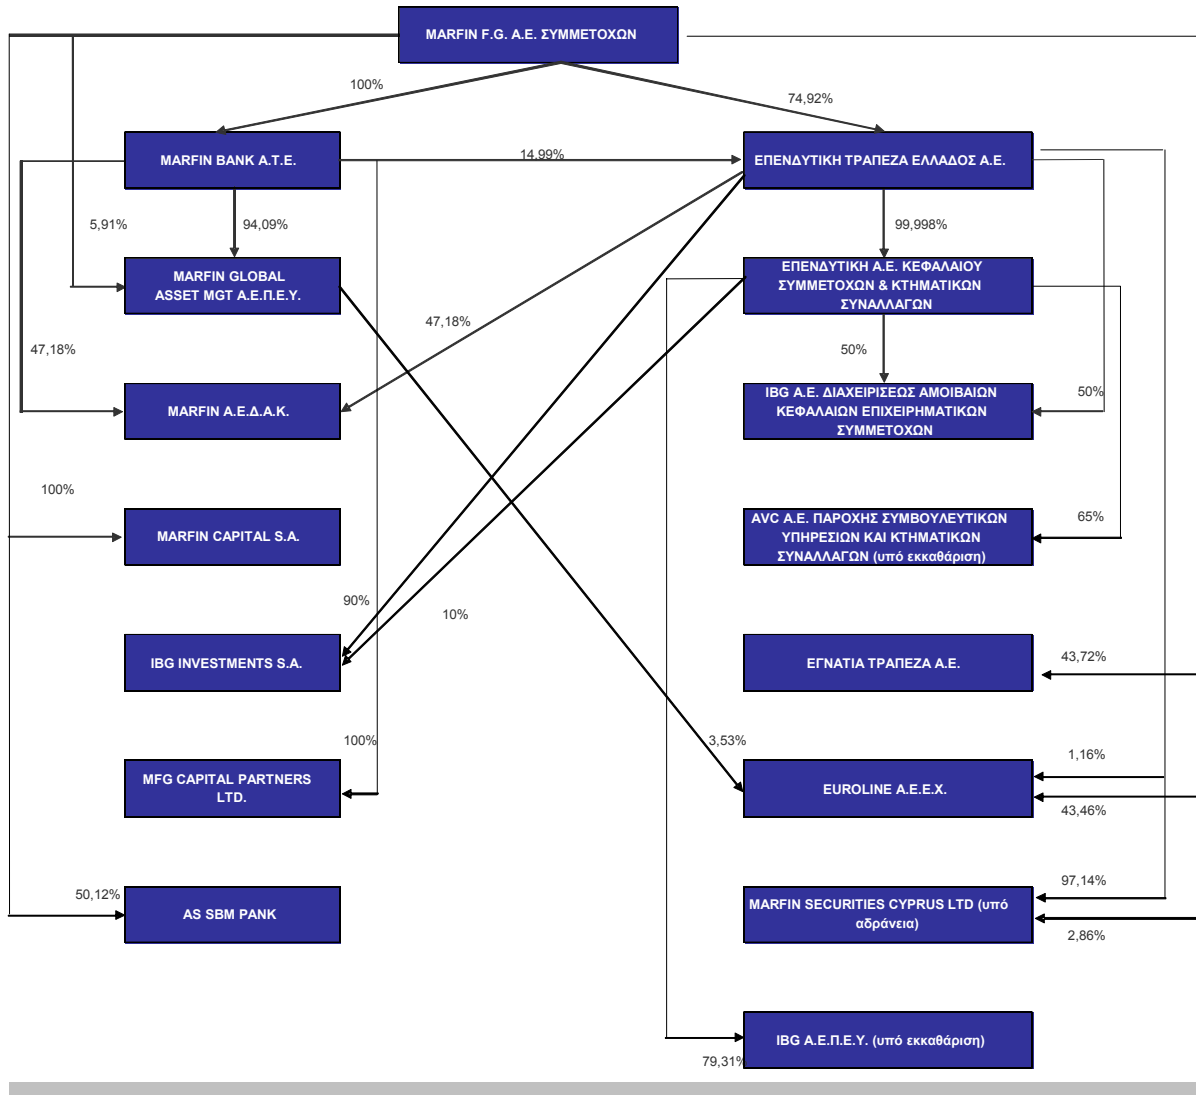 MARFIN F.G. Α.Ε. ΣΥΜΜΕΤΟΧΩΝ
100%
74,92%
MARFIN BANK Α.Τ.Ε.
14,99%
ΕΠΕΝΔΥΤΙΚΗ ΤΡΑΠΕΖΑ ΕΛΛΑΔΟΣ Α.Ε.
5,91%
94,09%
99,998%
MARFIN GLOBAL
ASSET MGT Α.Ε.Π.Ε.Υ.
ΕΠΕΝΔΥΤΙΚΗ Α.Ε. ΚΕΦΑΛΑΙΟΥ
ΣΥΜΜΕΤΟΧΩΝ & ΚΤΗΜΑΤΙΚΩΝ
ΣΥΝΑΛΛΑΓΩΝ
47,18%
47,18%
50%
MARFIN Α.Ε.Δ.Α.Κ.
IBG Α.Ε. ΔΙΑΧΕΙΡΙΣΕΩΣ ΑΜΟΙΒΑΙΩΝ
ΚΕΦΑΛΑΙΩΝ ΕΠΙΧΕΙΡΗΜΑΤΙΚΩΝ
ΣΥΜΜΕΤΟΧΩΝ
50%
100%
MARFIN CAPITAL S.A.
AVC Α.Ε. ΠΑΡΟΧΗΣ ΣΥΜΒΟΥΛΕΥΤΙΚΩΝ
ΥΠΗΡΕΣΙΩΝ ΚΑΙ ΚΤΗΜΑΤΙΚΩΝ
ΣΥΝΑΛΛΑΓΩΝ (υπό εκκαθάριση)
65%
90%
10%
IBG INVESTMENTS S.A.
ΕΓΝΑΤΙΑ ΤΡΑΠΕΖΑ Α.Ε.
43,72%
100%
3,53%
1,16%
MFG CAPITAL PARTNERS
LTD.
EUROLINE Α.Ε.Ε.Χ.
43,46%
50,12%
97,14%
AS SBM PANK
MARFIN SECURITIES CYPRUS LTD (υπό
αδράνεια)
2,86%
IBG Α.Ε.Π.Ε.Υ. (υπό εκκαθάριση)
79,31%